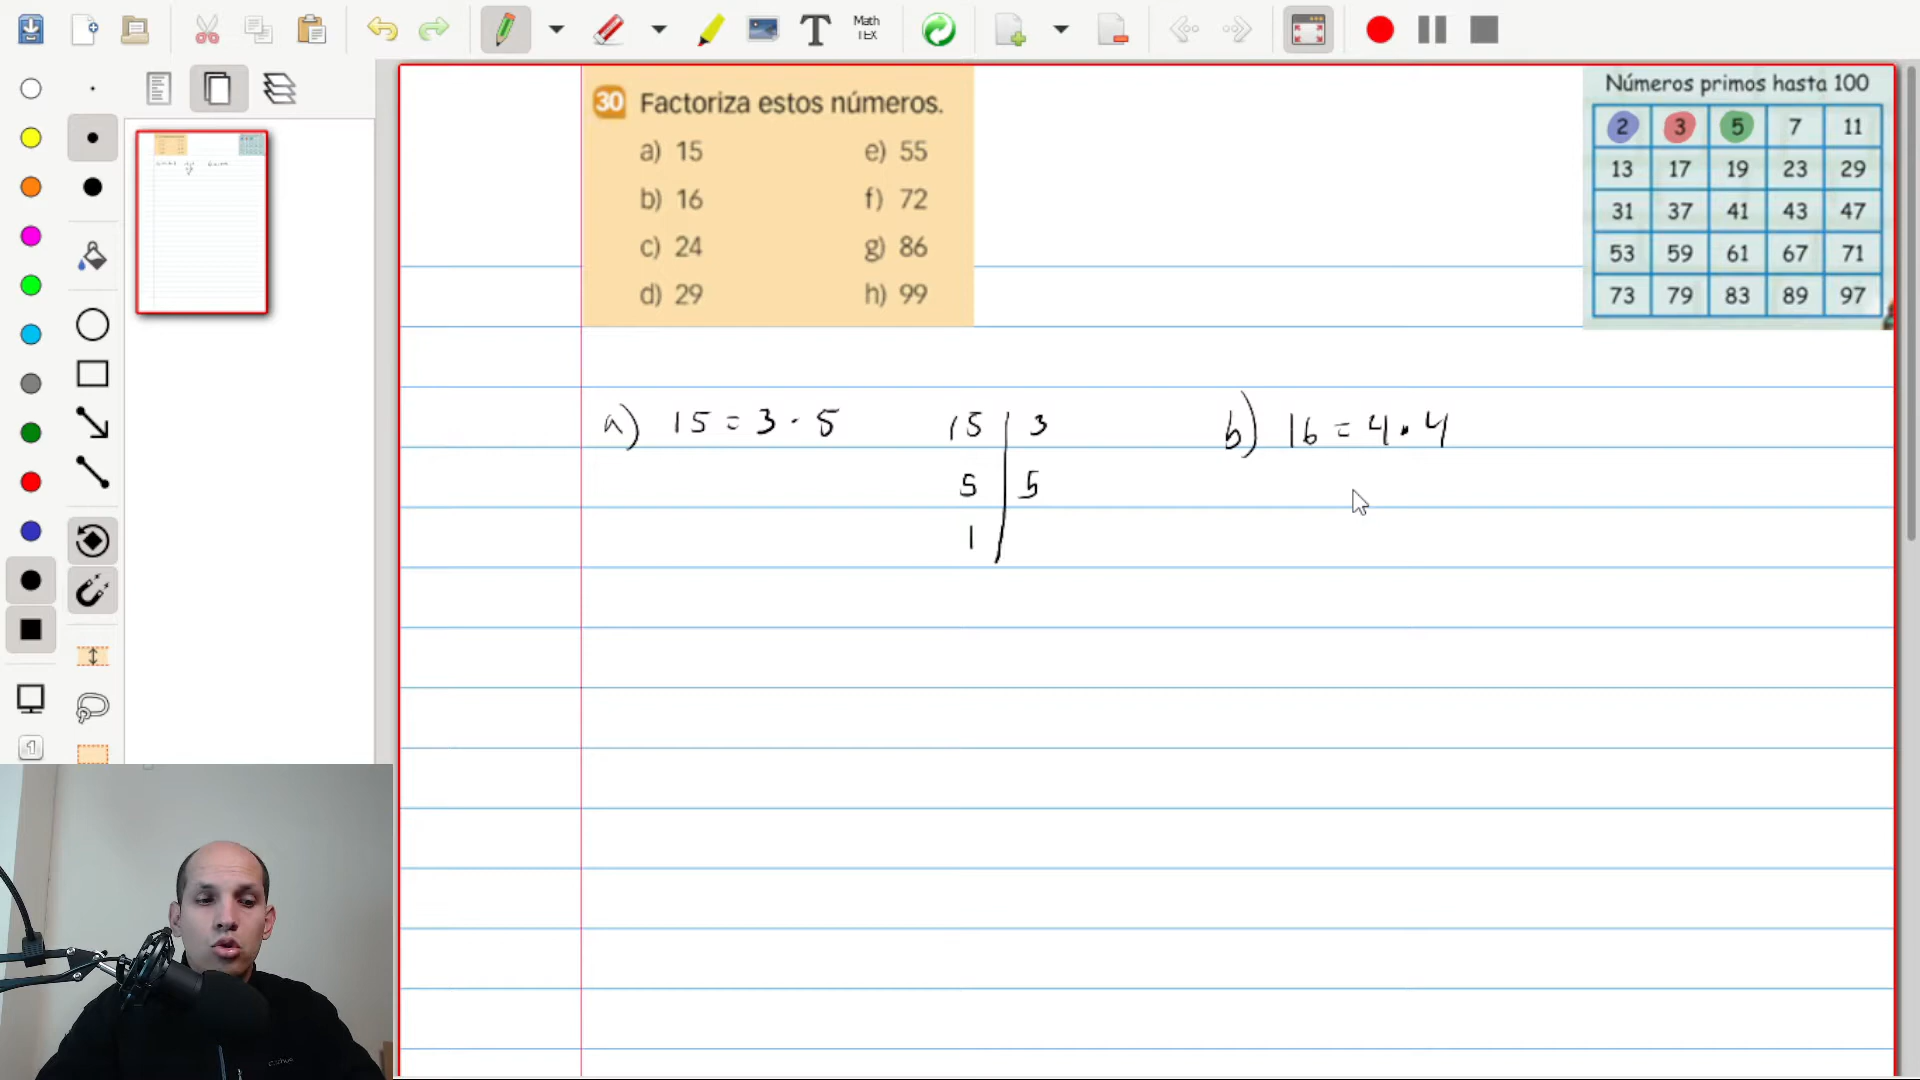 Math
TEX
30 Factoriza estos números.
a) 15 e) 55
b) 16 f) 72
c) 24 g) 86
d) 29 h) 99
Números primos hasta 100
2 3 5 7 11
13 17 19 23 29
31 37 41 43 47
53 59 61 67 71
73 79 83 89 97
a) 15 = 3 · 5
15 | 3
5 | 5
1 |
b) 16 = 4 · 4
1